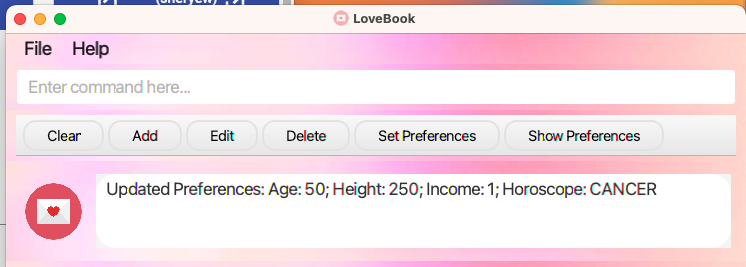 (sheryew)
LoveBook
File Help
Enter command here...
Clear Add Edit Delete Set Preferences Show Preferences
Updated Preferences: Age: 50; Height: 250; Income: 1; Horoscope: CANCER